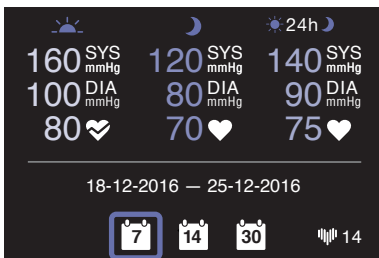 24h
160 SYS mmHg 120 SYS mmHg 140 SYS mmHg
100 DIA mmHg 80 DIA mmHg 90 DIA mmHg
80 70 75
18-12-2016 — 25-12-2016
7 14 30 14